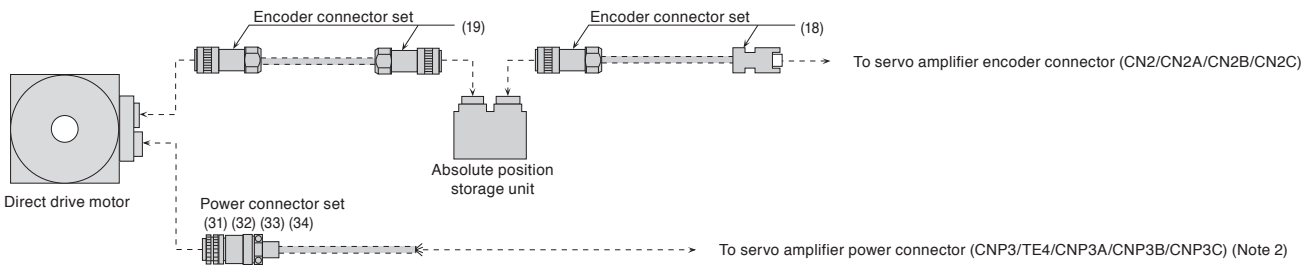 Encoder connector set
(19)
Encoder connector set
(18)
To servo amplifier encoder connector (CN2/CN2A/CN2B/CN2C)
Absolute position
storage unit
Direct drive motor
Power connector set
(31) (32) (33) (34)
To servo amplifier power connector (CNP3/TE4/CNP3A/CNP3B/CNP3C) (Note 2)